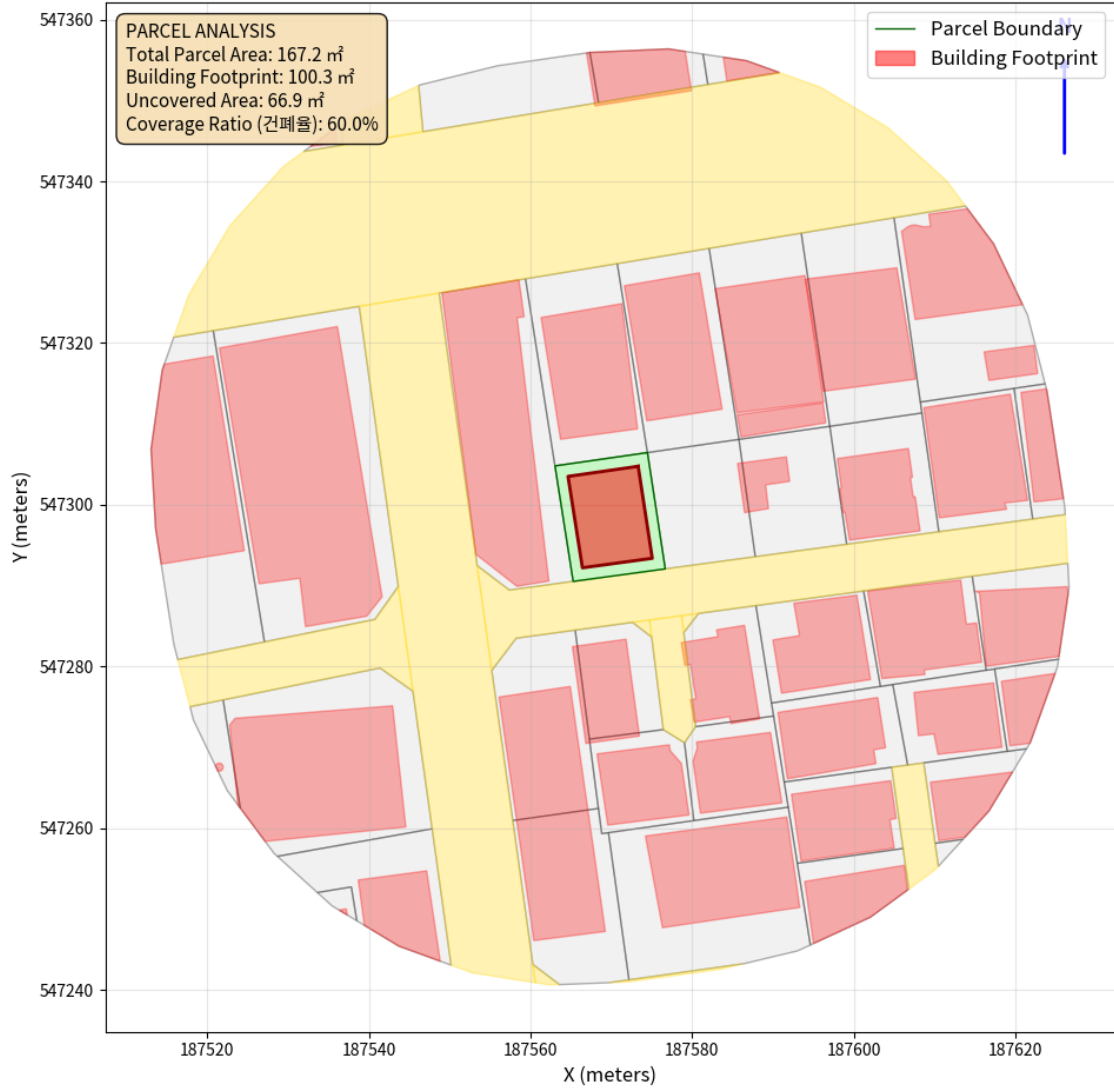 547360
547340
547320
547300
547280
547260
547240
Y (meters)
PARCEL ANALYSIS
Total Parcel Area: 167.2 ㎡
Building Footprint: 100.3 ㎡
Uncovered Area: 66.9 ㎡
Coverage Ratio (건폐율): 60.0%
N
Parcel Boundary
Building Footprint
187520
187540
187560
187580
187600
187620
X (meters)